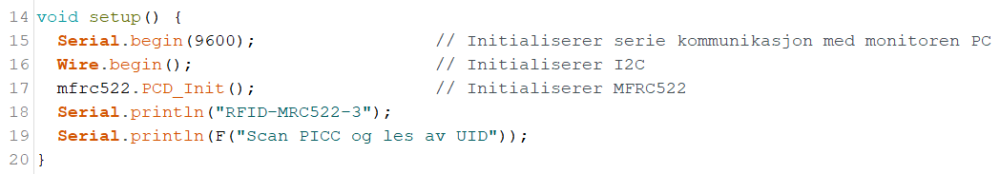 14 void setup() {
15   Serial.begin(9600);                  // Initialiserer serie kommunikasjon med monitoren PC
16   Wire.begin();                        // Initialiserer I2C
17   mfrc522.PCD_Init();                  // Initialiserer MFRC522
18   Serial.println("RFID-MRC522-3");
19   Serial.println(F("Scan PICC og les av UID"));
20 }